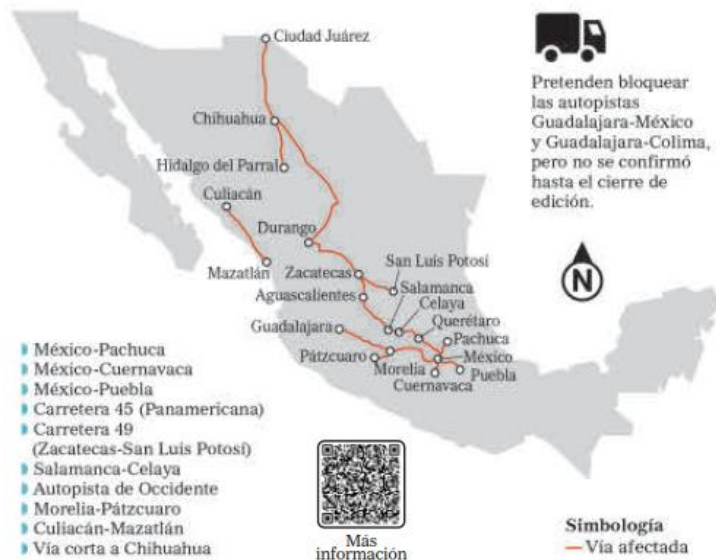 Ciudad Juárez
Pretenden bloquear
las autopistas
Guadalajara-México
y Guadalajara-Colima,
pero no se confirmó
hasta el cierre de
edición.
Chihuahua
Hidalgo del Parral
Culiacán
Durango
Mazatlán
Zacatecas
San Luis Potosí
Aguascalientes
Salamanca
Celaya
Querétaro
Guadalajara
Pachuca
Pátzcuaro
México
Morelia
Puebla
Cuernavaca
N
México-Pachuca
México-Cuernavaca
México-Puebla
Carretera 45 (Panamericana)
Carretera 49
(Zacatecas-San Luis Potosí)
Salamanca-Celaya
Autopista de Occidente
Morelia-Pátzcuaro
Culiacán-Mazatlán
Vía corta a Chihuahua
Más
información
Simbología
Vía afectada